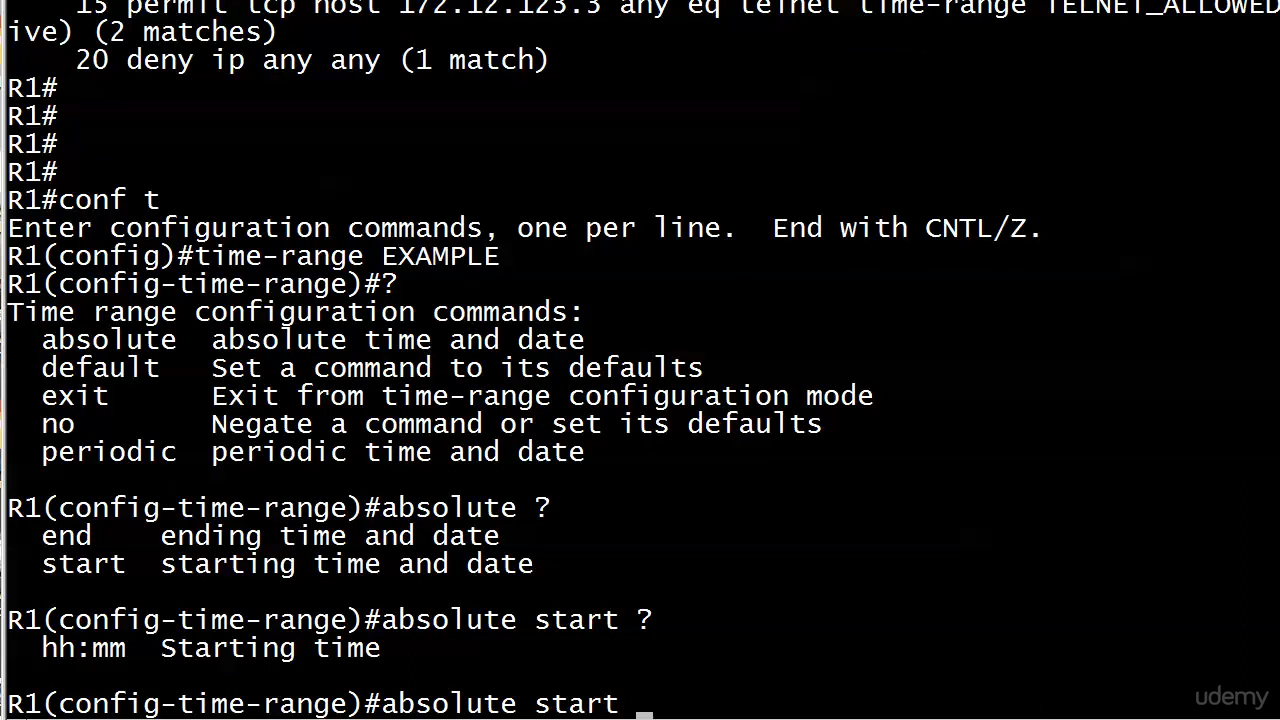 15 permit tcp host 172.12.123.3 any eq telnet time-range TELNET_ALLOWED
ive) (2 matches)
20 deny ip any any (1 match)
R1#
R1#
R1#
R1#
R1#conf t
Enter configuration commands, one per line.  End with CNTL/Z.
R1(config)#time-range EXAMPLE
R1(config-time-range)#?
Time range configuration commands:
absolute  absolute time and date
default   Set a command to its defaults
exit      Exit from time-range configuration mode
no        Negate a command or set its defaults
periodic  periodic time and date
R1(config-time-range)#absolute ?
end    ending time and date
start  starting time and date
R1(config-time-range)#absolute start ?
hh:mm  Starting time
R1(config-time-range)#absolute start
udemy